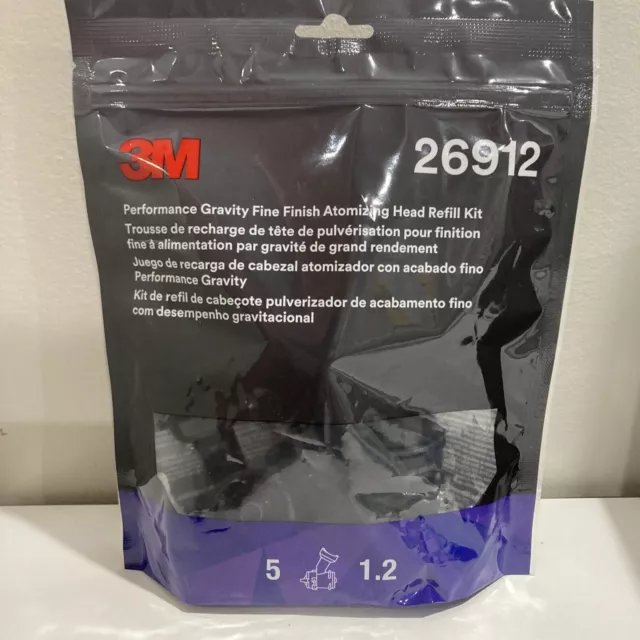 3M
26912
Performance Gravity Fine Finish Atomizing Head Refill Kit
Trousse de recharge de tête de pulvérisation pour finition
fine à alimentation par gravité de grand rendement
Juego de recarga de cabezal atomizador con acabado fino
Performance Gravity
Kit de refil de cabeçote pulverizador de acabamento fino
com desempenho gravitacional
5 1.2